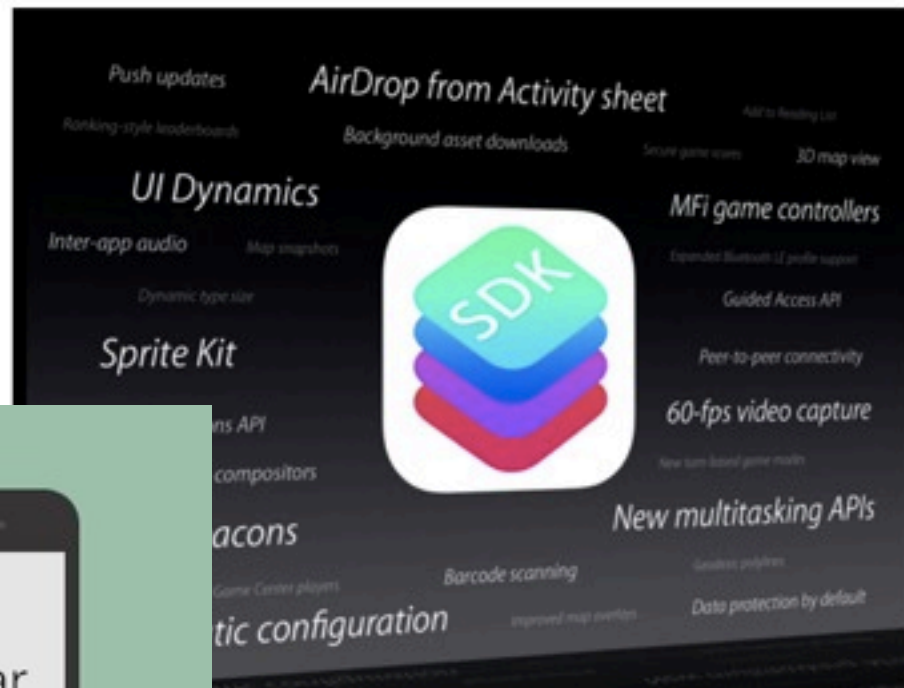 Push updates
AirDrop from Activity sheet
Add to Reading List
Ranking-style leaderboards
Background asset downloads
Secure game scores
3D map view
UI Dynamics
MFi game controllers
Inter-app audio
Map snapshots
Expanded Bluetooth LE profile support
Dynamic type size
SDK
Guided Access API
Sprite Kit
Peer-to-peer connectivity
ns API
60-fps video capture
compositors
New turn based game modes
acons
New multitasking APIs
Game Center players
Barcode scanning
Geodesic polylines
tic configuration
Improved map overlays
Data protection by default
ar